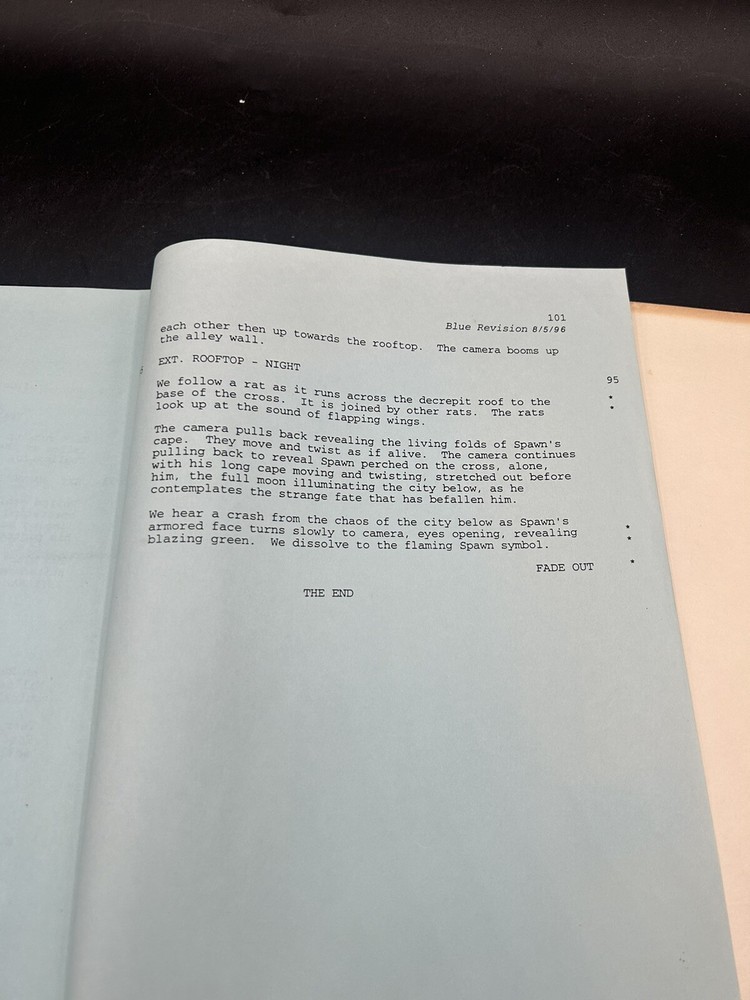 101
Blue Revision 8/5/96
each other then up towards the rooftop. The camera booms up
the alley wall.
EXT. ROOFTOP - NIGHT
95
We follow a rat as it runs across the decrepit roof to the
base of the cross. It is joined by other rats. The rats *
look up at the sound of flapping wings. *
The camera pulls back revealing the living folds of Spawn's
cape. They move and twist as if alive. The camera continues
pulling back to reveal Spawn perched on the cross, alone,
with his long cape moving and twisting, stretched out before
him, the full moon illuminating the city below, as he
contemplates the strange fate that has befallen him.
We hear a crash from the chaos of the city below as Spawn's
armored face turns slowly to camera, eyes opening, revealing *
blazing green. We dissolve to the flaming Spawn symbol. *
FADE OUT *
THE END